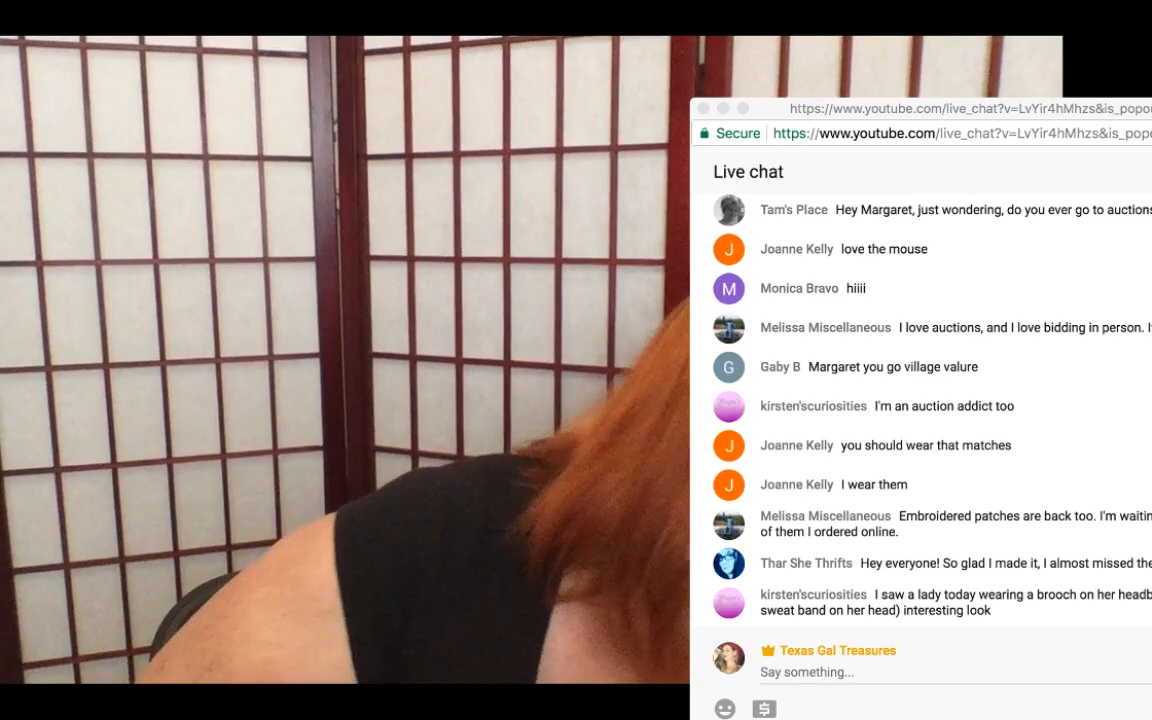 https://www.youtube.com/live_chat?v=LvYir4hMhzs&is_popo
Secure https://www.youtube.com/live_chat?v=LvYir4hMhzs&is_popo
Live chat
Tam's Place Hey Margaret, just wondering, do you ever go to auctions
J Joanne Kelly love the mouse
M Monica Bravo hiiii
Melissa Miscellaneous I love auctions, and I love bidding in person.
G Gaby B Margaret you go village valure
kirsten'scuriosities I'm an auction addict too
J Joanne Kelly you should wear that matches
J Joanne Kelly I wear them
Melissa Miscellaneous Embroidered patches are back too. I'm waitin
of them I ordered online.
Thar She Thrifts Hey everyone! So glad I made it, I almost missed the
kirsten'scuriosities I saw a lady today wearing a brooch on her headb
sweat band on her head) interesting look
Texas Gal Treasures
Say something...